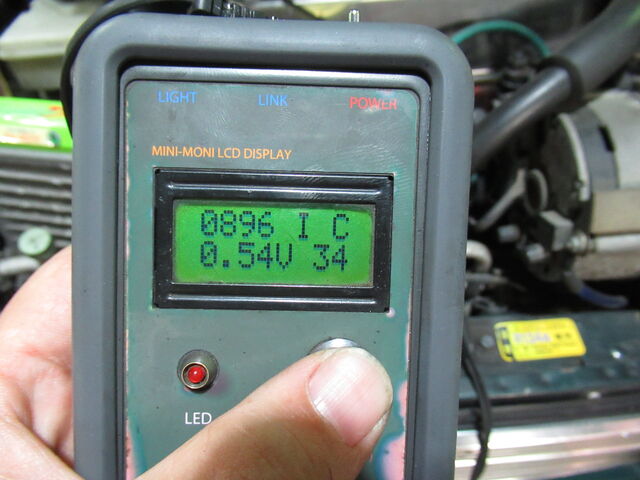 LIGHT LINK POWER
MINI-MONI LCD DISPLAY
0896 I C
0.54V 34
LED